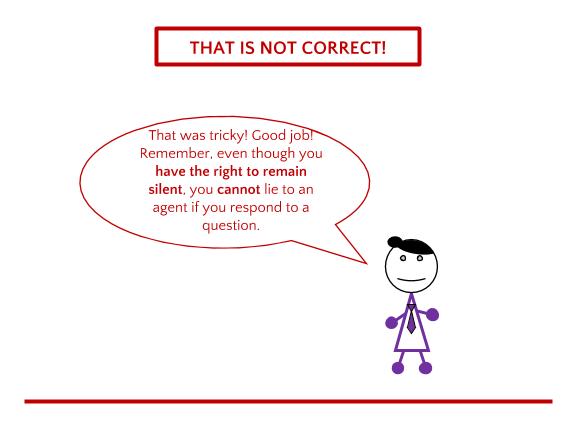 THAT IS NOT CORRECT!
That was tricky! Good job!
Remember, even though you
have the right to remain
silent, you cannot lie to an
agent if you respond to a
question.